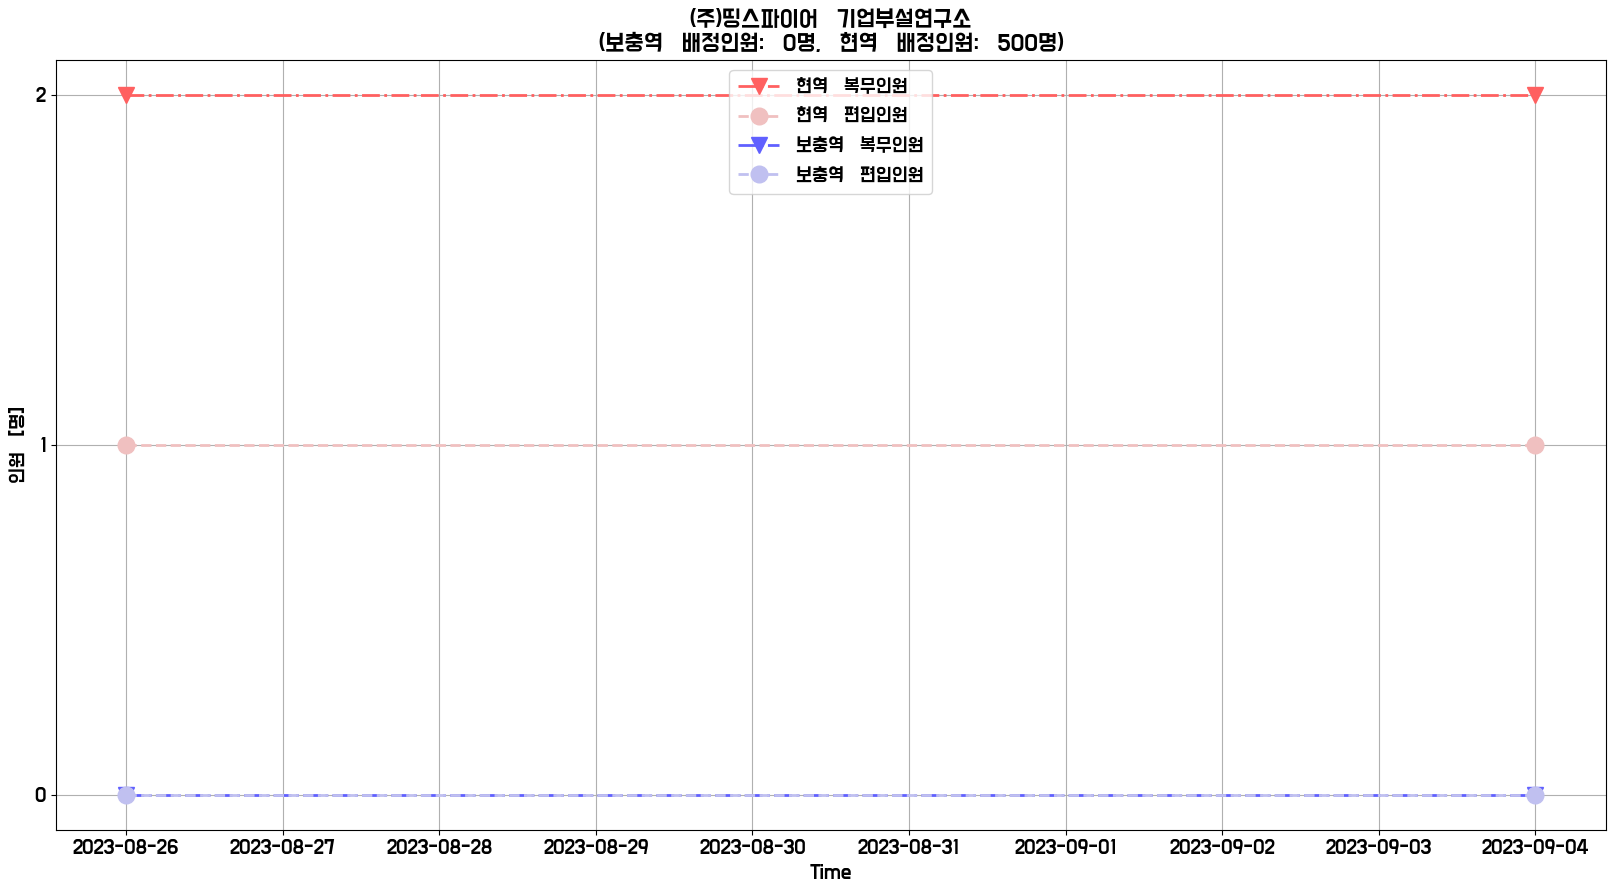 (주)띵스파이어 기업부설연구소
(보충역 배정인원: 0명, 현역 배정인원: 500명)
현역 복무인원
현역 편입인원
보충역 복무인원
보충역 편입인원
인원 [명]
2
1
0
2023-08-26 2023-08-27 2023-08-28 2023-08-29 2023-08-30 2023-08-31 2023-09-01 2023-09-02 2023-09-03 2023-09-04
Time